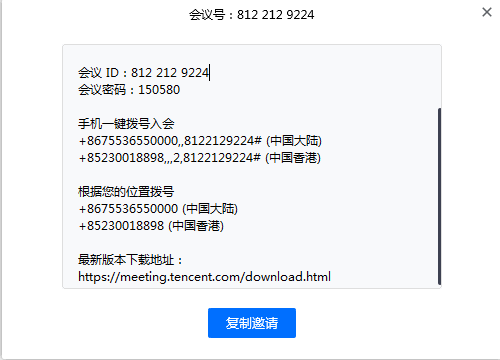 会议号：812 212 9224
会议 ID：812 212 9224
会议密码：150580
手机一键拨号入会
+8675536550000,,8122129224# (中国大陆)
+85230018898,,,2,8122129224# (中国香港)
根据您的位置拨号
+8675536550000 (中国大陆)
+85230018898 (中国香港)
最新版本下载地址：
https://meeting.tencent.com/download.html
复制邀请